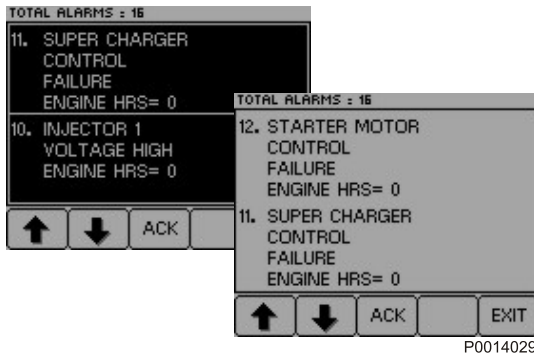 TOTAL ALARMS : 16
11. SUPER CHARGER
CONTROL
FAILURE
ENGINE HRS= 0
10. INJECTOR 1
VOLTAGE HIGH
ENGINE HRS= 0
ACK
TOTAL ALARMS : 16
12. STARTER MOTOR
CONTROL
FAILURE
ENGINE HRS= 0
11. SUPER CHARGER
CONTROL
FAILURE
ENGINE HRS= 0
ACK EXIT
P0014029